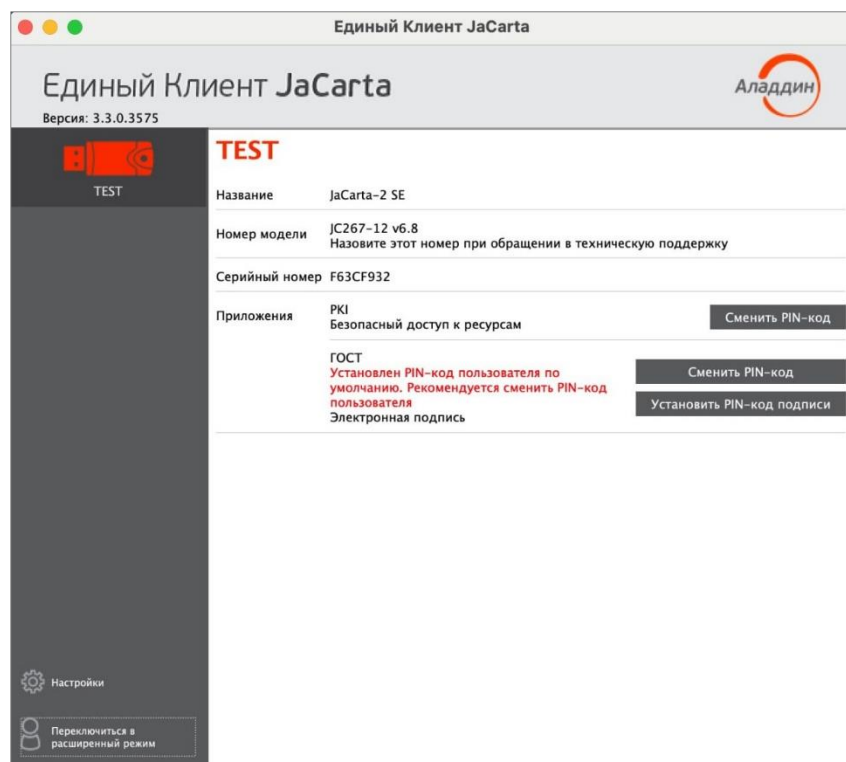 Единый Клиент JaCarta
Единый Клиент JaCarta
Версия: 3.3.0.3575
Аладдин
TEST
TEST
Название JaCarta-2 SE
Номер модели JC267-12 v6.8
Назовите этот номер при обращении в техническую поддержку
Серийный номер F63CF932
Приложения PKI
Безопасный доступ к ресурсам
Сменить PIN-код
ГОСТ
Установлен PIN-код пользователя по
умолчанию. Рекомендуется сменить PIN-код
пользователя
Электронная подпись
Сменить PIN-код
Установить PIN-код подписи
Настройки
Переключиться в
расширенный режим